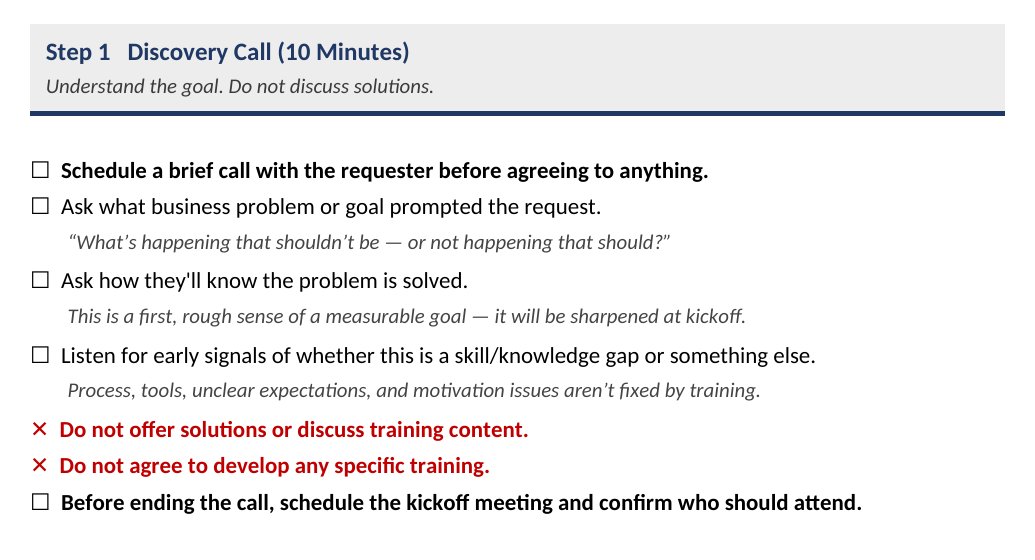 Step 1 Discovery Call (10 Minutes)
Understand the goal. Do not discuss solutions.
☐ Schedule a brief call with the requester before agreeing to anything.
☐ Ask what business problem or goal prompted the request.
“What’s happening that shouldn’t be — or not happening that should?”
☐ Ask how they'll know the problem is solved.
This is a first, rough sense of a measurable goal — it will be sharpened at kickoff.
☐ Listen for early signals of whether this is a skill/knowledge gap or something else.
Process, tools, unclear expectations, and motivation issues aren’t fixed by training.
✕ Do not offer solutions or discuss training content.
✕ Do not agree to develop any specific training.
☐ Before ending the call, schedule the kickoff meeting and confirm who should attend.